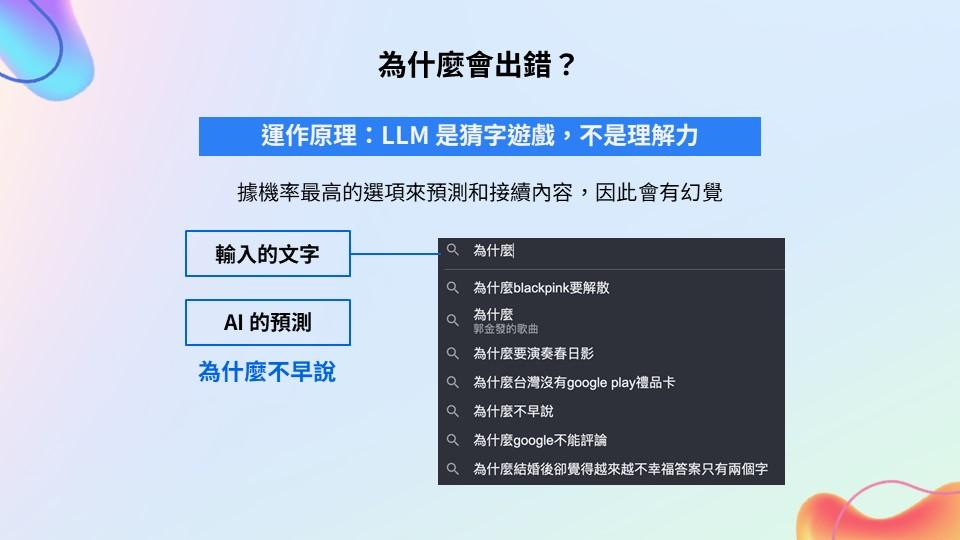 為什麼會出錯？
運作原理：LLM 是猜字遊戲，不是理解力
據機率最高的選項來預測和接續內容，因此會有幻覺
輸入的文字
AI 的預測
為什麼不早說
為什麼
為什麼blackpink要解散
為什麼
郭金發的歌曲
為什麼要演奏春日影
為什麼台灣沒有google play禮品卡
為什麼不早說
為什麼google不能評論
為什麼結婚後卻覺得越來越不幸福答案只有兩個字